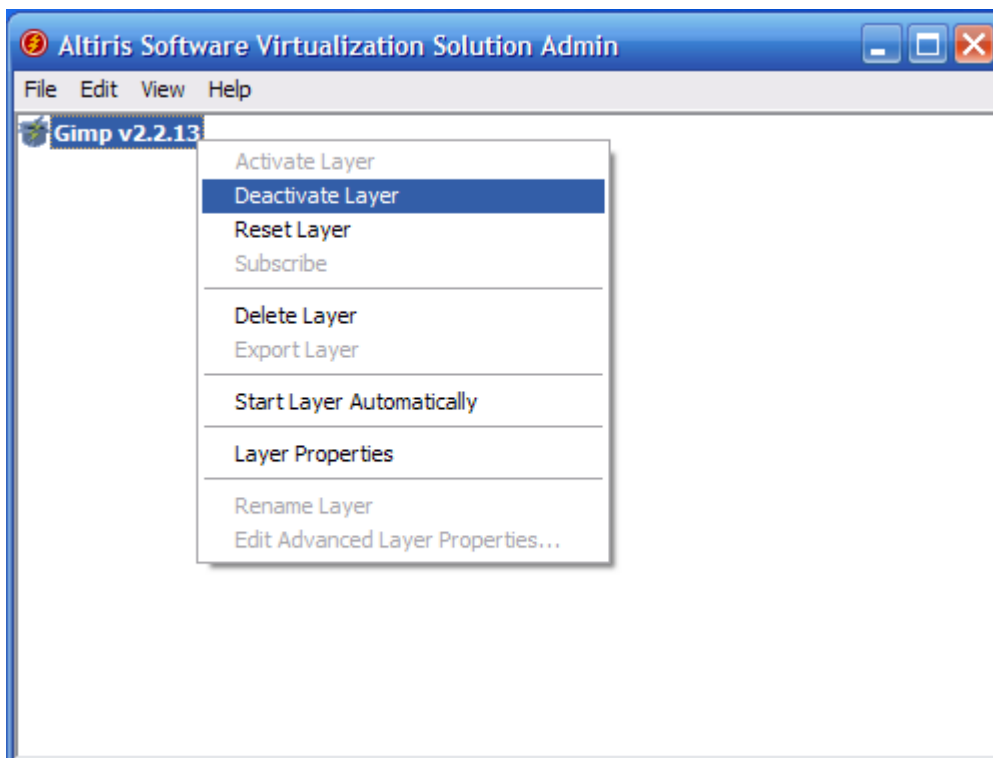 Altiris Software Virtualization Solution Admin
File Edit View Help
Gimp v2.2.13
Activate Layer
Deactivate Layer
Reset Layer
Subscribe
Delete Layer
Export Layer
Start Layer Automatically
Layer Properties
Rename Layer
Edit Advanced Layer Properties...